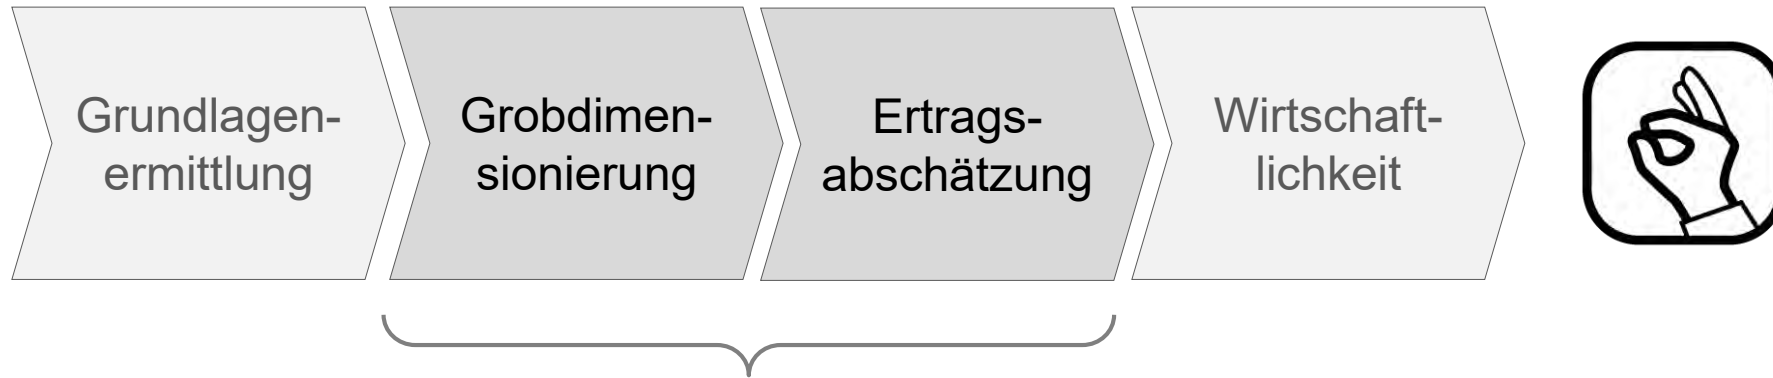 Grundlagen-
ermittlung
Grobdimen-
sionierung
Ertrags-
abschätzung
Wirtschaft-
lichkeit